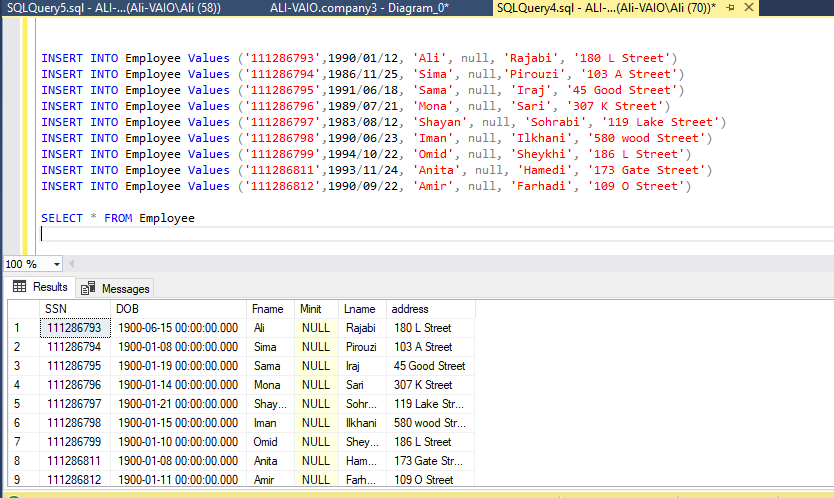 SQLQuery5.sql - ALI-...(Ali-VAIO\Ali (58)) ALI-VAIO.company3 - Diagram_0* SQLQuery4.sql - ALI-...(Ali-VAIO\Ali (70))*
INSERT INTO Employee Values ('111286793',1990/01/12, 'Ali', null, 'Rajabi', '180 L Street')
INSERT INTO Employee Values ('111286794',1986/11/25, 'Sima', null,'Pirouzi', '103 A Street')
INSERT INTO Employee Values ('111286795',1991/06/18, 'Sama', null, 'Iraj', '45 Good Street')
INSERT INTO Employee Values ('111286796',1989/07/21, 'Mona', null, 'Sari', '307 K Street')
INSERT INTO Employee Values ('111286797',1983/08/12, 'Shayan', null, 'Sohrabi', '119 Lake Street')
INSERT INTO Employee Values ('111286798',1990/06/23, 'Iman', null, 'Ilkhani', '580 wood Street')
INSERT INTO Employee Values ('111286799',1994/10/22, 'Omid', null, 'Sheykhi', '186 L Street')
INSERT INTO Employee Values ('111286811',1993/11/24, 'Anita', null, 'Hamedi', '173 Gate Street')
INSERT INTO Employee Values ('111286812',1990/09/22, 'Amir', null, 'Farhadi', '109 O Street')
SELECT * FROM Employee
100 %
Results Messages
SSN DOB Fname Minit Lname address
1 111286793 1900-06-15 00:00:00.000 Ali NULL Rajabi 180 L Street
2 111286794 1900-01-08 00:00:00.000 Sima NULL Pirouzi 103 A Street
3 111286795 1900-01-19 00:00:00.000 Sama NULL Iraj 45 Good Street
4 111286796 1900-01-14 00:00:00.000 Mona NULL Sari 307 K Street
5 111286797 1900-01-21 00:00:00.000 Shay... NULL Sohr... 119 Lake Str...
6 111286798 1900-01-15 00:00:00.000 Iman NULL Ilkhani 580 wood Str...
7 111286799 1900-01-10 00:00:00.000 Omid NULL Shey... 186 L Street
8 111286811 1900-01-08 00:00:00.000 Anita NULL Ham... 173 Gate Str...
9 111286812 1900-01-11 00:00:00.000 Amir NULL Farh... 109 O Street